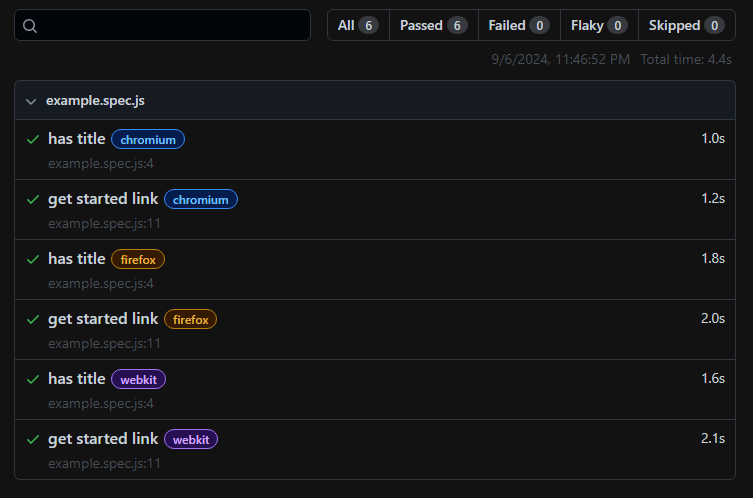 All 6 Passed 6 Failed 0 Flaky 0 Skipped 0
9/6/2024, 11:46:52 PM Total time: 4.4s
example.spec.js
has title chromium 1.0s
example.spec.js:4
get started link chromium 1.2s
example.spec.js:11
has title firefox 1.8s
example.spec.js:4
get started link firefox 2.0s
example.spec.js:11
has title webkit 1.6s
example.spec.js:4
get started link webkit 2.1s
example.spec.js:11